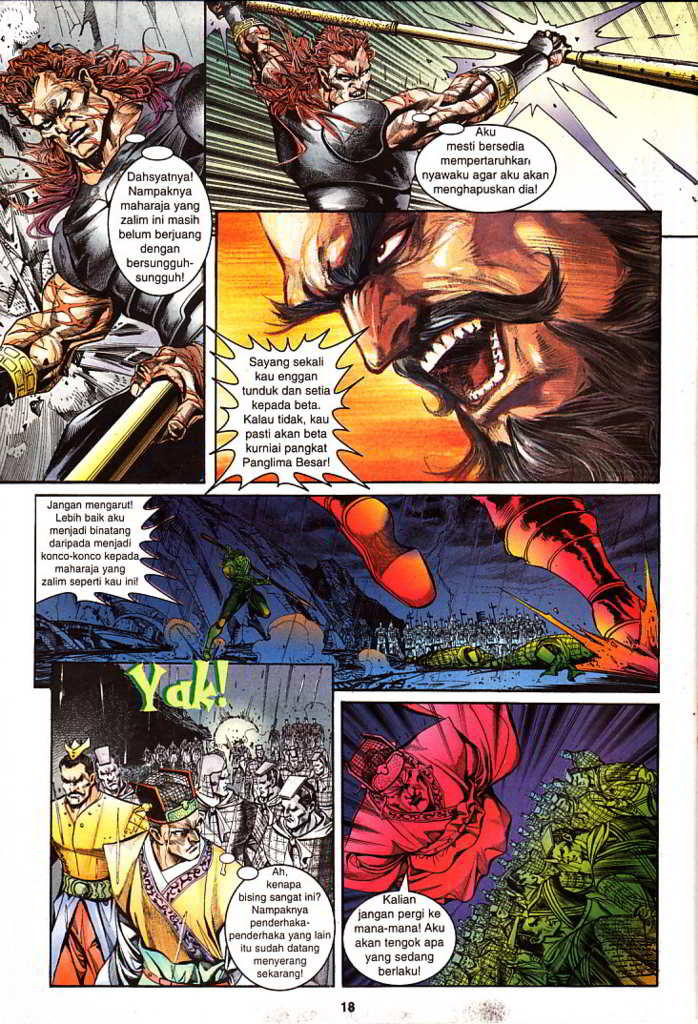 Dahsyatnya!
Nampaknya
maharaja yang
zalim ini masih
belum berjuang
dengan
bersungguh-
sungguh!
Aku
mesti bersedia
mempertaruhkan
nyawaku agar aku akan
menghapuskan dia!
Sayang sekali
kau enggan
tunduk dan setia
kepada beta.
Kalau tidak, kau
pasti akan beta
kurniai pangkat
Panglima Besar!
Jangan mengarut!
Lebih baik aku
menjadi binatang
daripada menjadi
konco-konco kepada
maharaja yang
zalim seperti kau ini!
Yak!
Ah,
kenapa
bising sangat ini?
Nampaknya
penderhaka-
penderhaka yang lain
itu sudah datang
menyerang
sekarang!
Kalian
jangan pergi ke
mana-mana! Aku
akan tengok apa
yang sedang
berlaku!
18